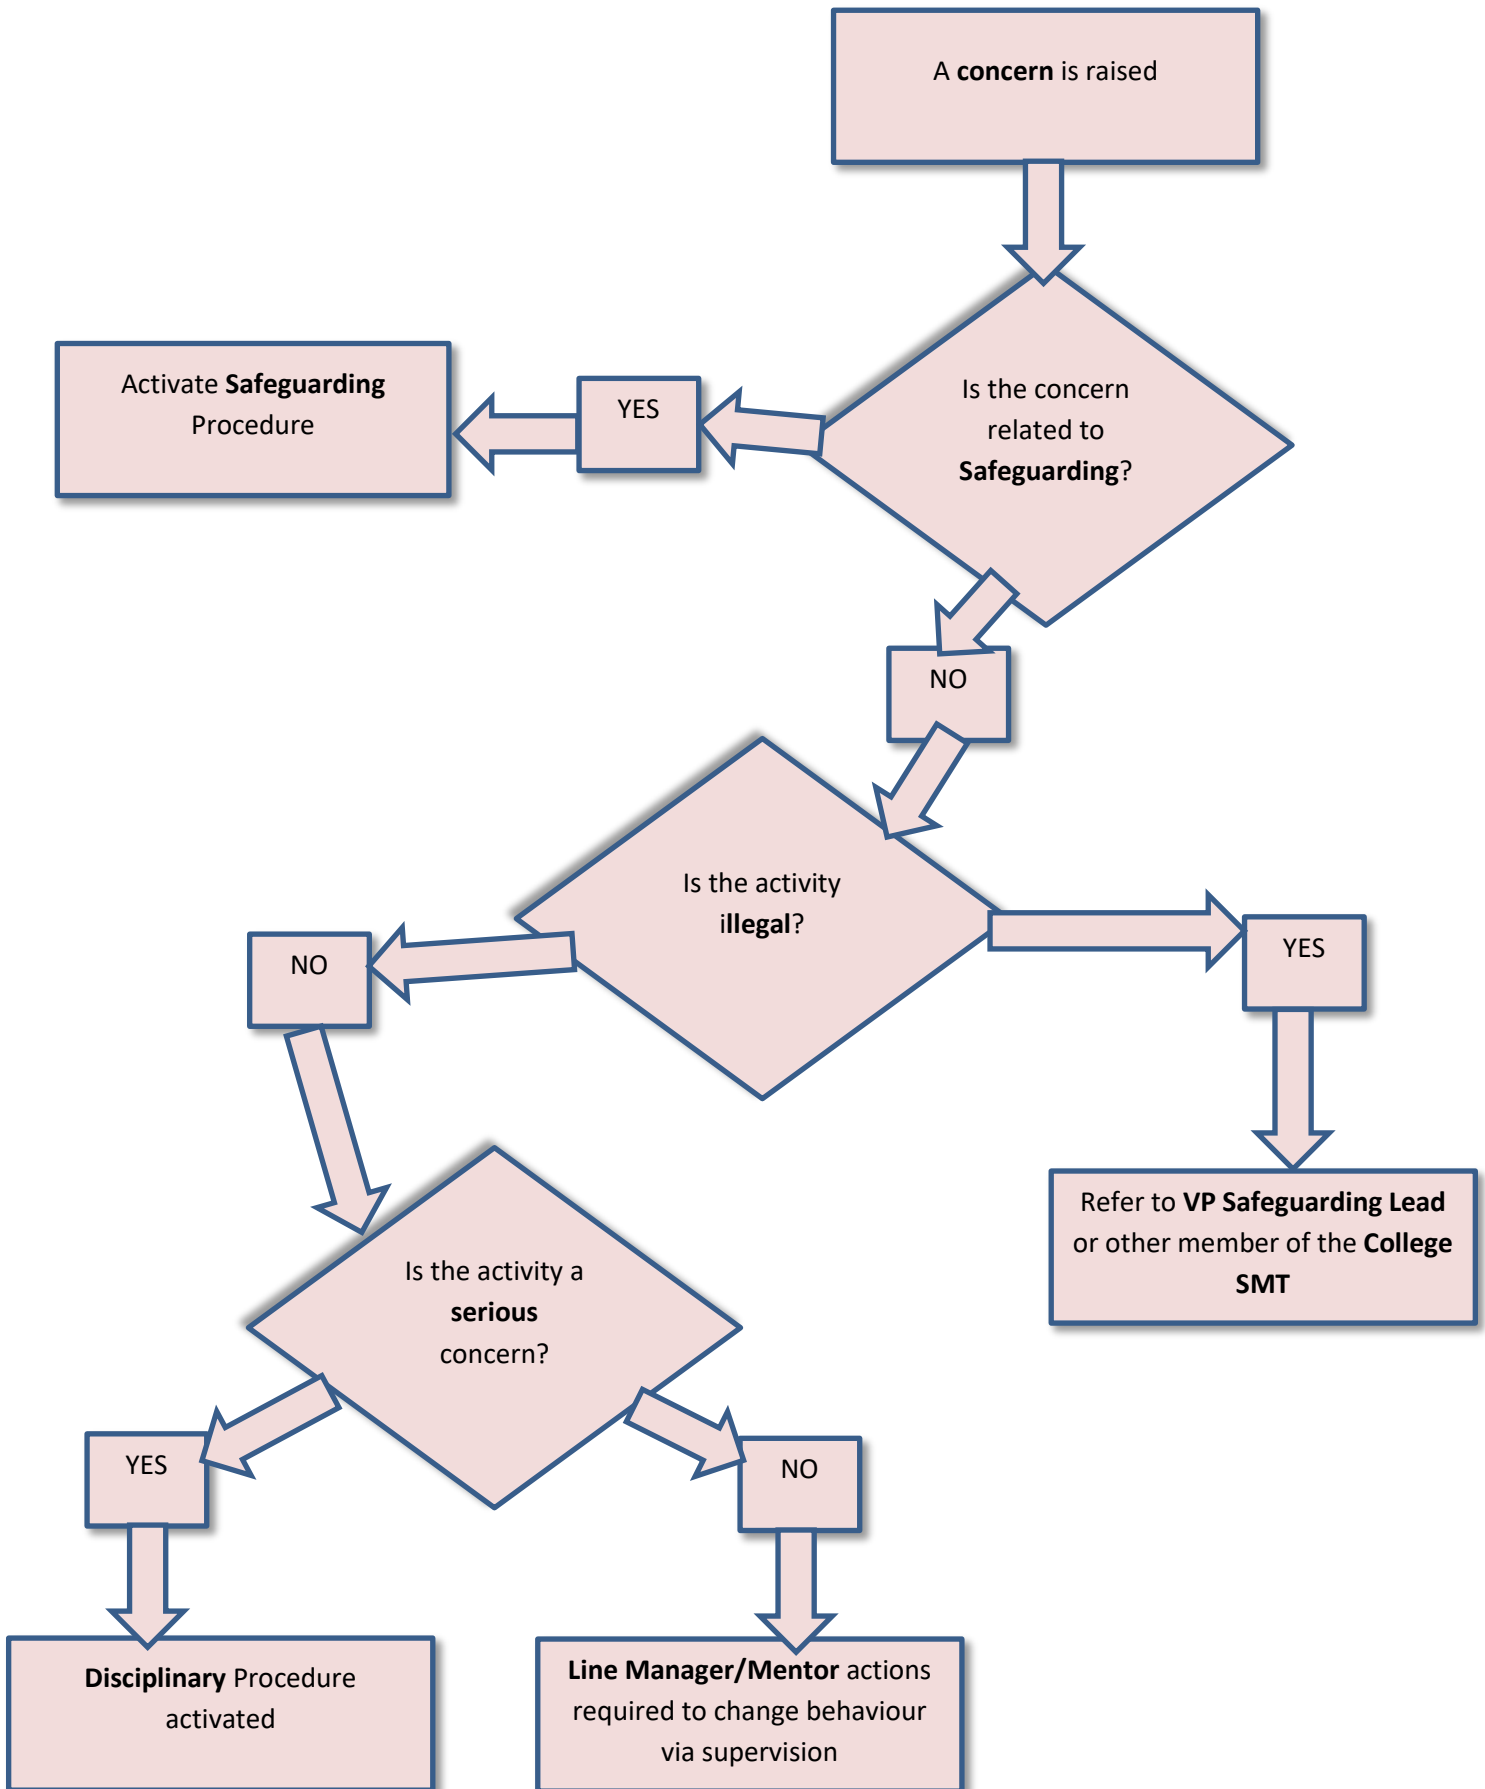 A concern is raised
Is the concern
related to
Safeguarding?
YES
Activate Safeguarding
Procedure
NO
Is the activity
illegal?
YES
Refer to VP Safeguarding Lead
or other member of the College
SMT
NO
Is the activity a
serious
concern?
YES
Disciplinary Procedure
activated
NO
Line Manager/Mentor actions
required to change behaviour
via supervision